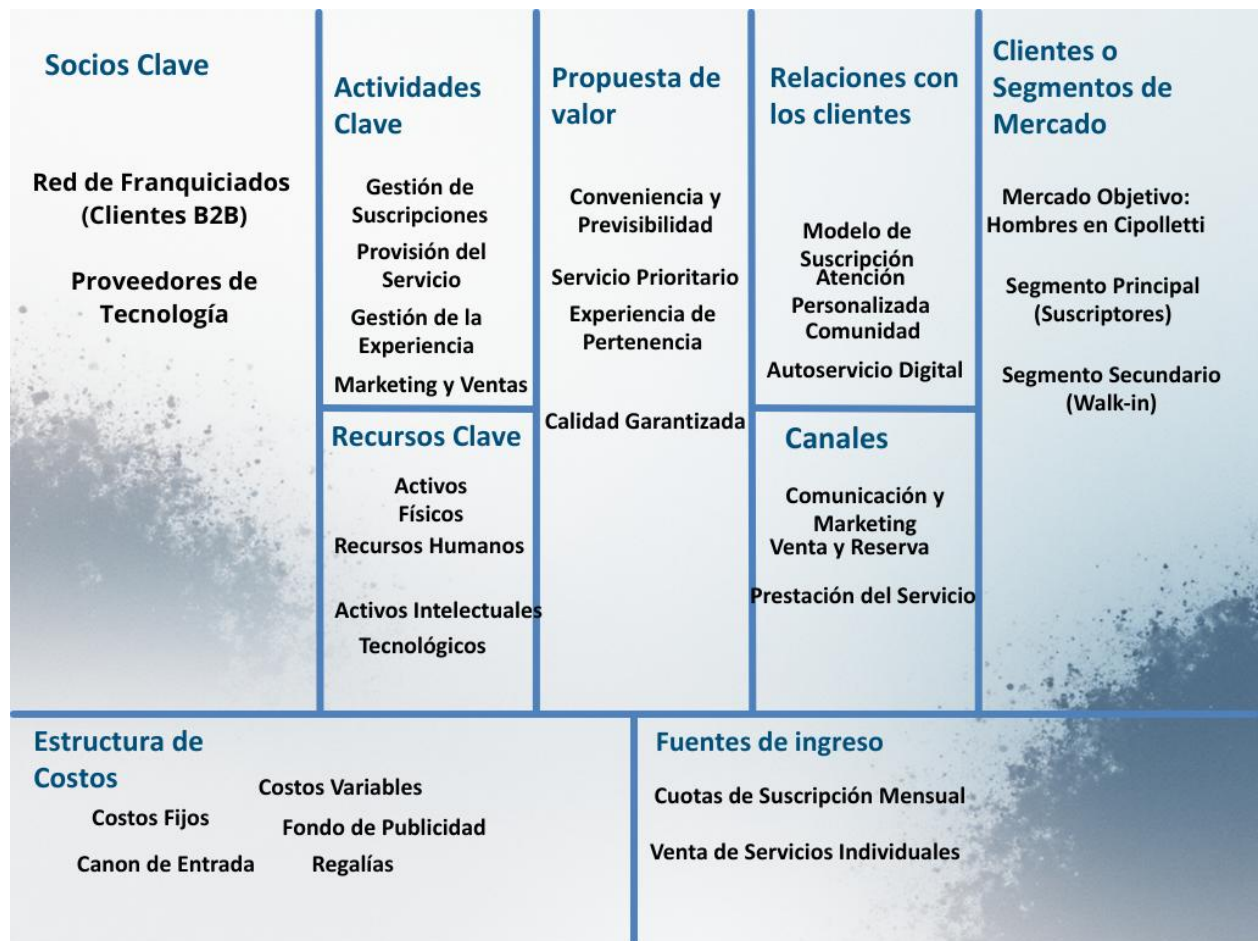 Socios Clave
Red de Franquiciados
(Clientes B2B)
Proveedores de
Tecnología
Actividades
Clave
Gestión de
Suscripciones
Provisión del
Servicio
Gestión de la
Experiencia
Marketing y Ventas
Recursos Clave
Activos
Físicos
Recursos Humanos
Activos Intelectuales
Tecnológicos
Propuesta de
valor
Conveniencia y
Previsibilidad
Servicio Prioritario
Experiencia de
Pertenencia
Calidad Garantizada
Relaciones con
los clientes
Modelo de
Suscripción
Atención
Personalizada
Comunidad
Autoservicio Digital
Canales
Comunicación y
Marketing
Venta y Reserva
Prestación del Servicio
Clientes o
Segmentos de
Mercado
Mercado Objetivo:
Hombres en Cipolletti
Segmento Principal
(Suscriptores)
Segmento Secundario
(Walk-in)
Estructura de
Costos
Costos Variables
Costos Fijos
Fondo de Publicidad
Canon de Entrada
Regalías
Fuentes de ingreso
Cuotas de Suscripción Mensual
Venta de Servicios Individuales